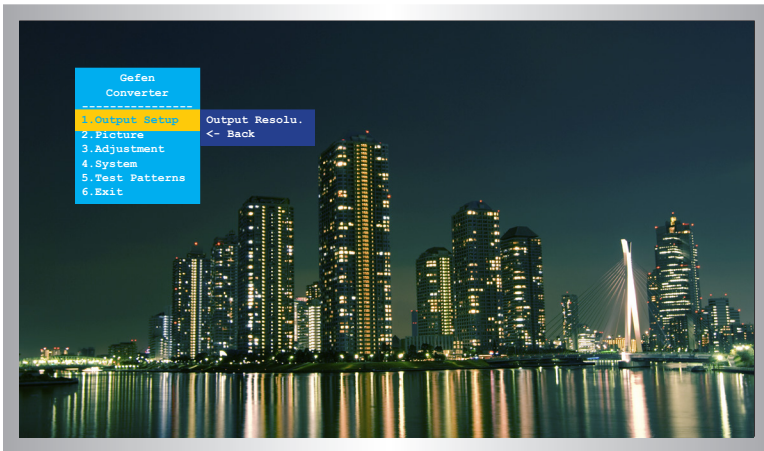 Gefen
Converter
----------------
1.Output Setup
2.Picture
3.Adjustment
4.System
5.Test Patterns
6.Exit
Output Resolu.
<- Back